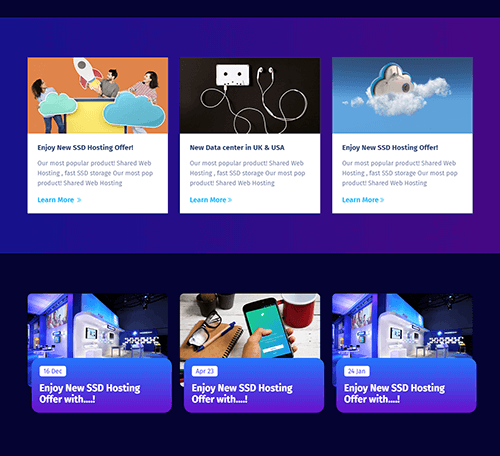 Enjoy New SSD Hosting Offer!
Our most popular product! Shared Web
Hosting , fast SSD storage Our most pop
product! Shared Web Hosting
Learn More »
New Data center in UK & USA
Our most popular product! Shared Web
Hosting , fast SSD storage Our most pop
product! Shared Web Hosting
Learn More »
Enjoy New SSD Hosting Offer!
Our most popular product! Shared Web
Hosting , fast SSD storage Our most pop
product! Shared Web Hosting
Learn More »
16 Dec
Enjoy New SSD Hosting
Offer with....!
Apr 23
Enjoy New SSD Hosting
Offer with....!
24 Jan
Enjoy New SSD Hosting
Offer with....!